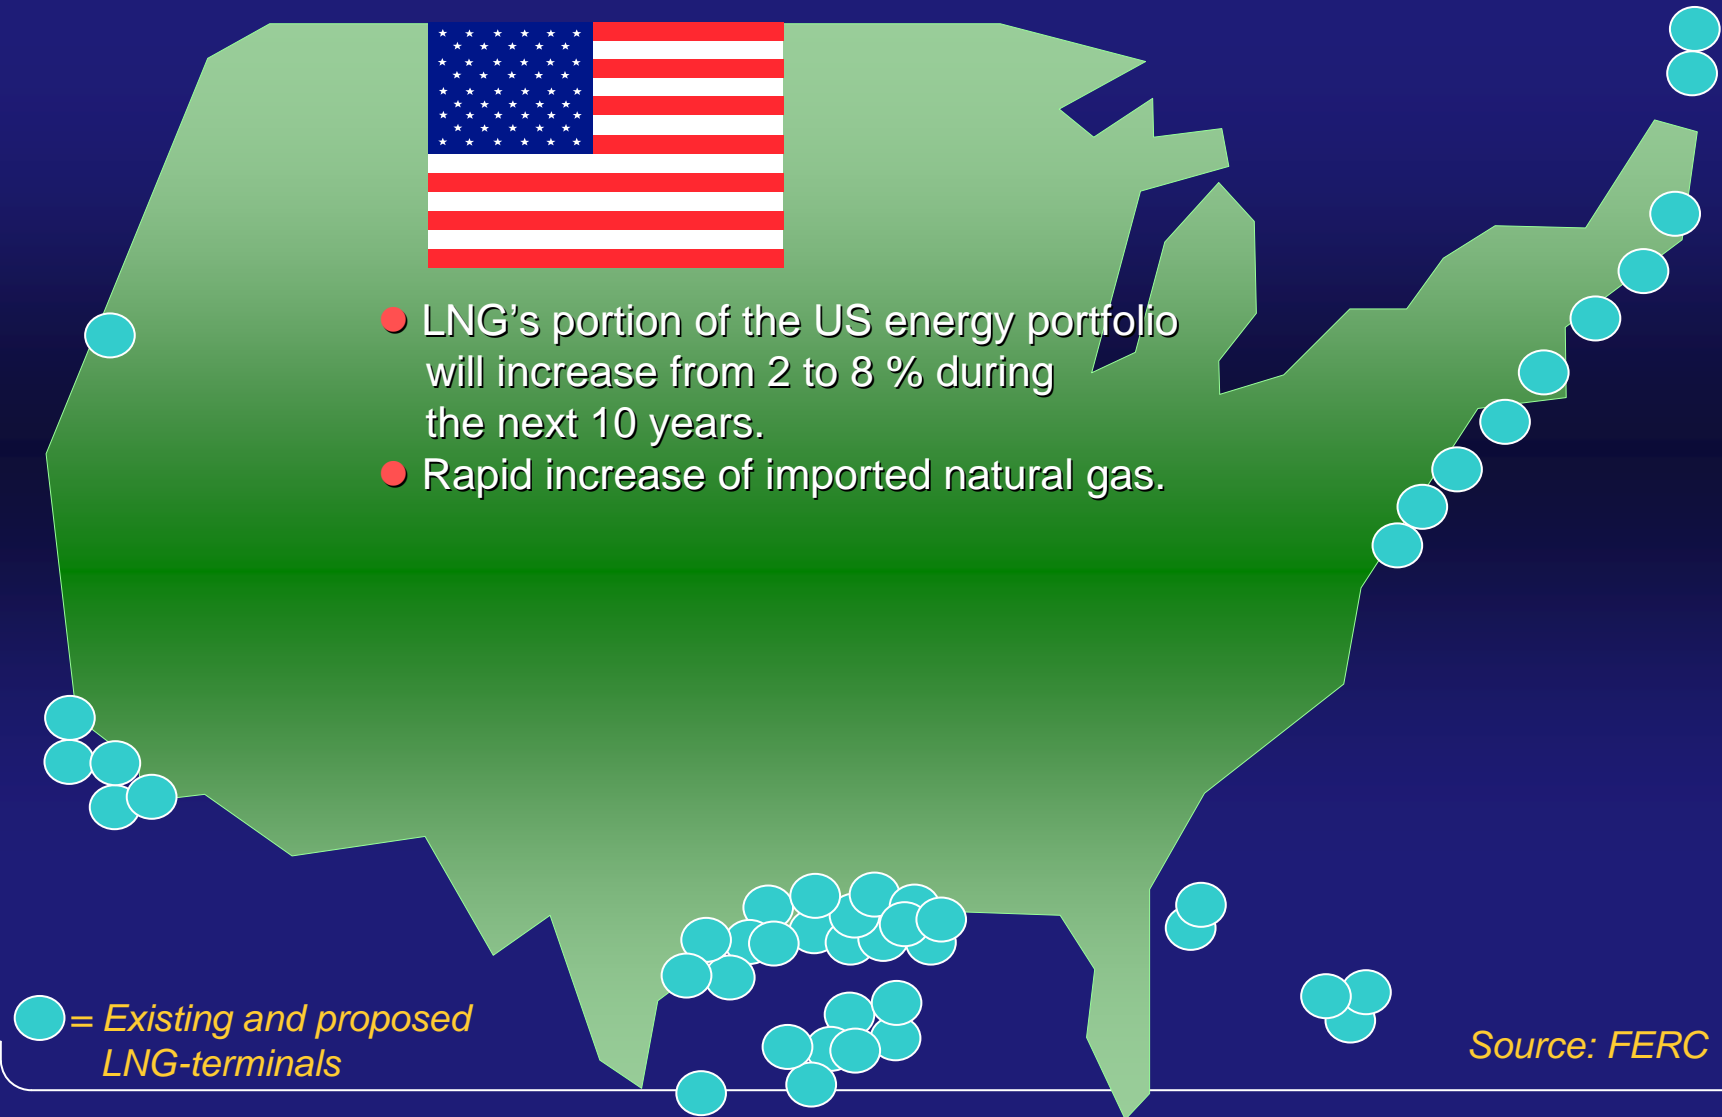 ● LNG’s portion of the US energy portfolio
will increase from 2 to 8 % during
the next 10 years.
● Rapid increase of imported natural gas.
= Existing and proposed
LNG-terminals
Source: FERC